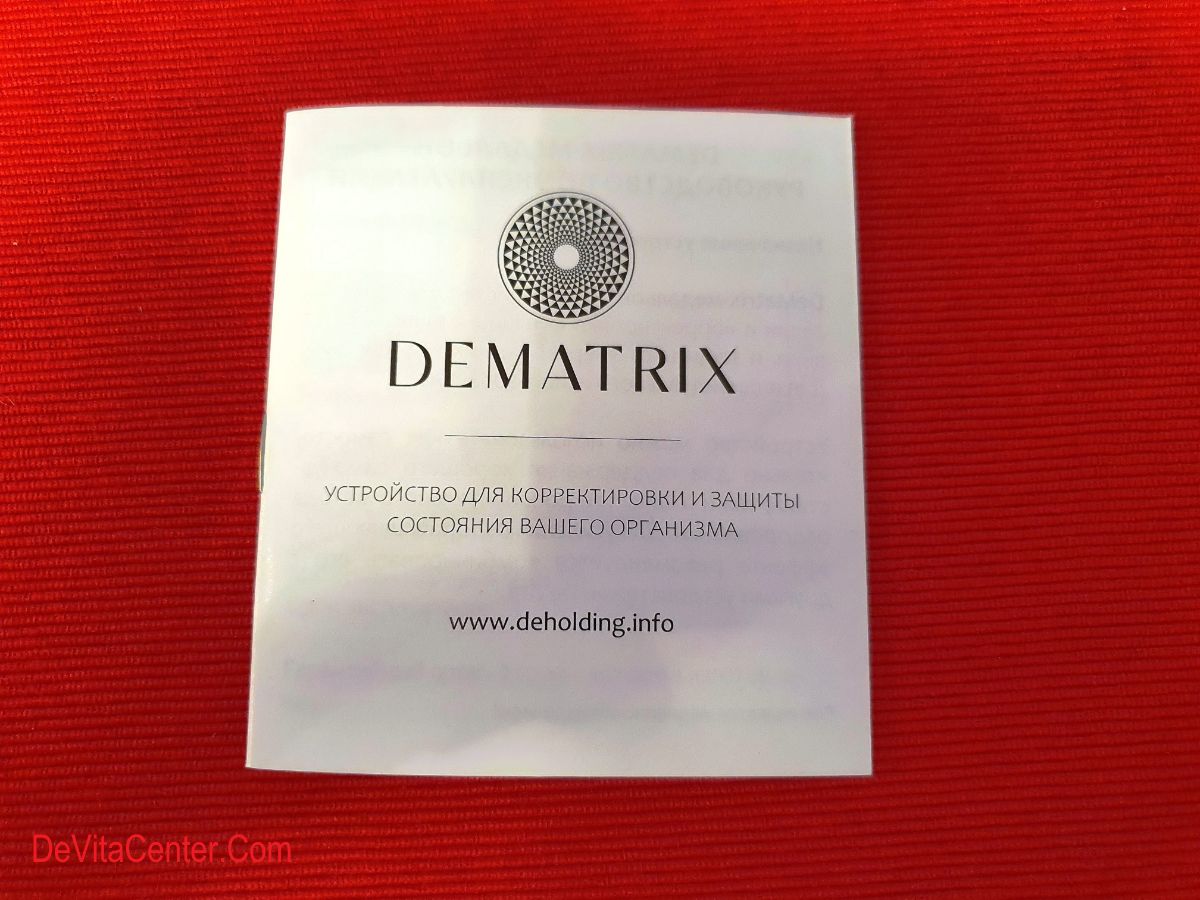 DEMATRIX
УСТРОЙСТВО ДЛЯ КОРРЕКТИРОВКИ И ЗАЩИТЫ
СОСТОЯНИЯ ВАШЕГО ОРГАНИЗМА
www.deholding.info
DeVitaCenter.Com